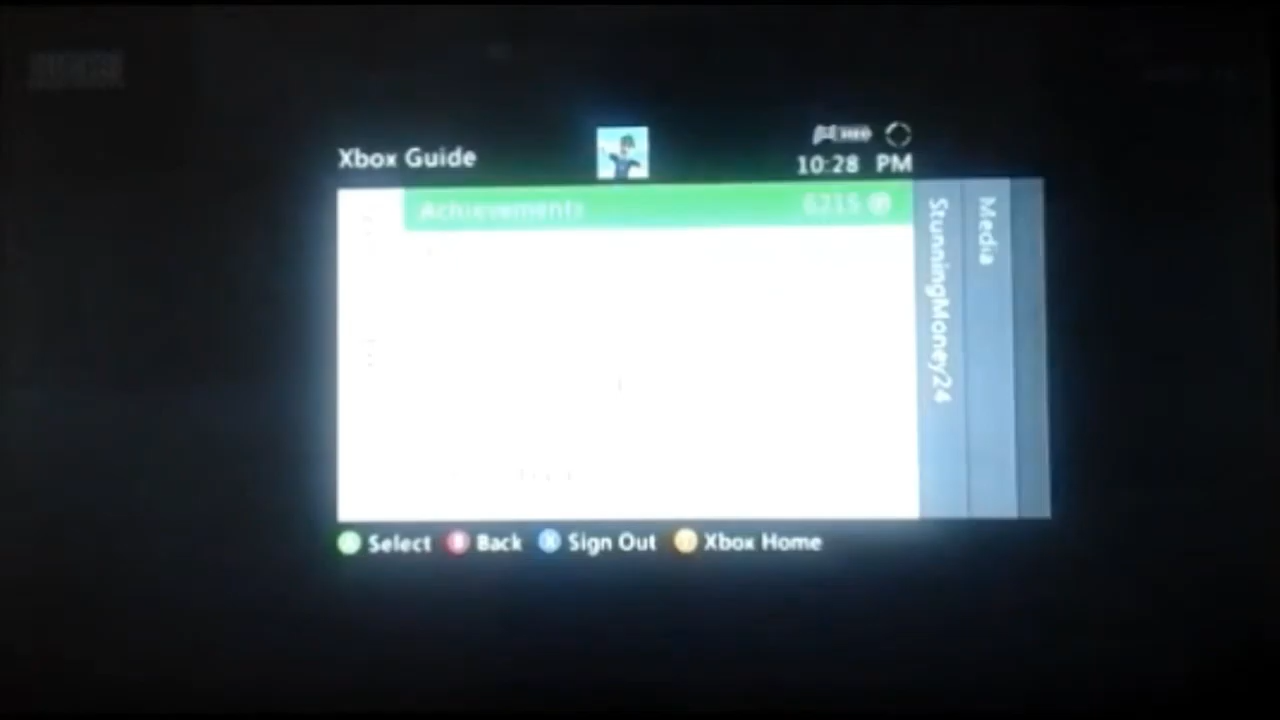 Xbox Guide
10:28 PM
Achievements 6215 G
StunningMoney24
Media
A Select B Back X Sign Out Y Xbox Home